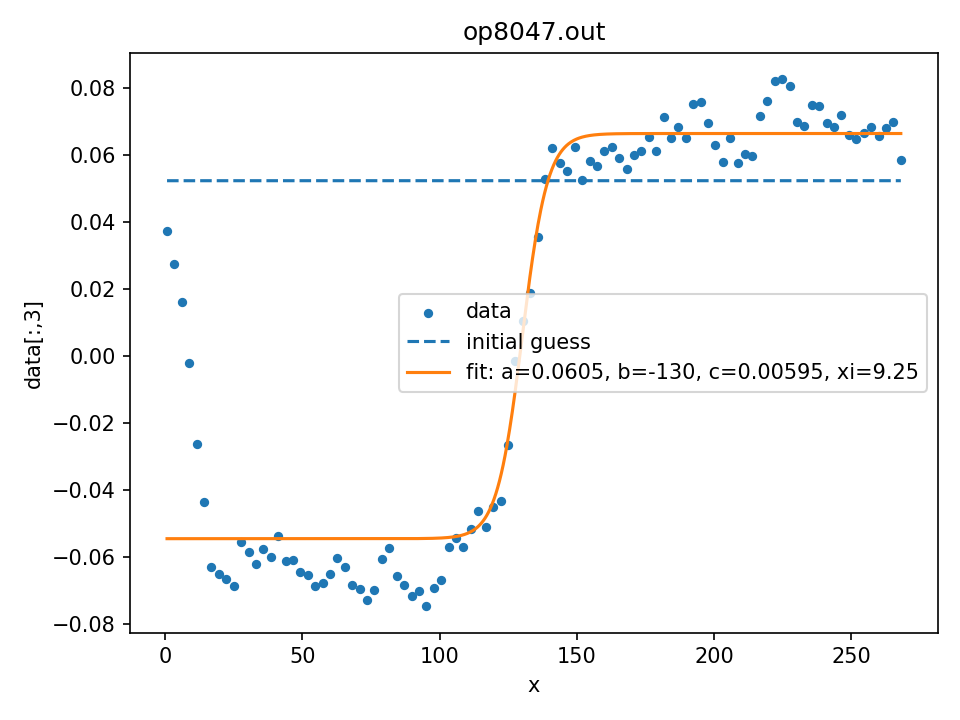 op8047.out
0.08
0.06
0.04
0.02
0.00
−0.02
−0.04
−0.06
−0.08
data[:,3]
data
initial guess
fit: a=0.0605, b=-130, c=0.00595, xi=9.25
0 50 100 150 200 250
x